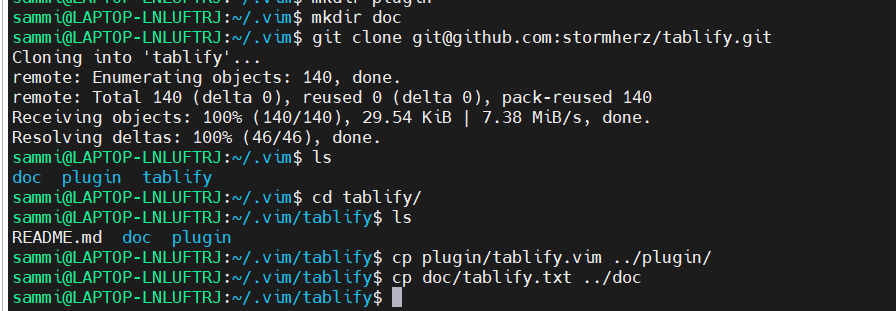 sammi@LAPTOP-LNLUFTRJ:~/.vim$ mkdir plugin
sammi@LAPTOP-LNLUFTRJ:~/.vim$ mkdir doc
sammi@LAPTOP-LNLUFTRJ:~/.vim$ git clone git@github.com:stormherz/tablify.git
Cloning into 'tablify'...
remote: Enumerating objects: 140, done.
remote: Total 140 (delta 0), reused 0 (delta 0), pack-reused 140
Receiving objects: 100% (140/140), 29.54 KiB | 7.38 MiB/s, done.
Resolving deltas: 100% (46/46), done.
sammi@LAPTOP-LNLUFTRJ:~/.vim$ ls
doc  plugin  tablify
sammi@LAPTOP-LNLUFTRJ:~/.vim$ cd tablify/
sammi@LAPTOP-LNLUFTRJ:~/.vim/tablify$ ls
README.md  doc  plugin
sammi@LAPTOP-LNLUFTRJ:~/.vim/tablify$ cp plugin/tablify.vim ../plugin/
sammi@LAPTOP-LNLUFTRJ:~/.vim/tablify$ cp doc/tablify.txt ../doc
sammi@LAPTOP-LNLUFTRJ:~/.vim/tablify$